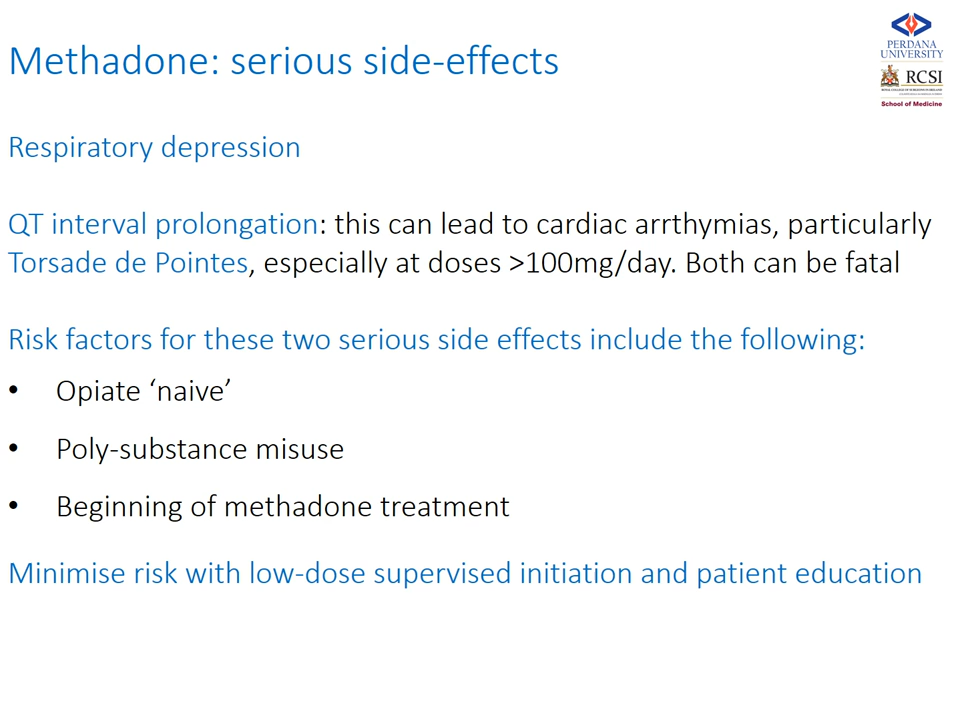 Methadone: serious side-effects
PERDANA
UNIVERSITY
RCSI
School of Medicine
Respiratory depression
QT interval prolongation: this can lead to cardiac arrthymias, particularly
Torsade de Pointes, especially at doses >100mg/day. Both can be fatal
Risk factors for these two serious side effects include the following:
• Opiate ‘naive’
• Poly-substance misuse
• Beginning of methadone treatment
Minimise risk with low-dose supervised initiation and patient education